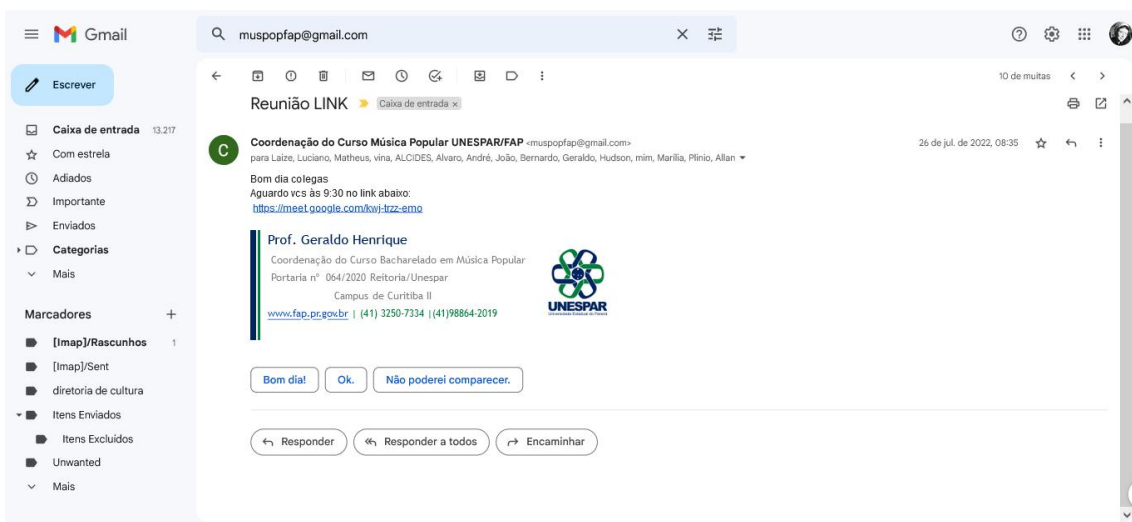 Gmail
muspopfap@gmail.com
Escrever
10 de muitas
Reunião LINK
Caixa de entrada ×
Caixa de entrada 13.217
Com estrela
Adiados
Importante
Enviados
Categorias
Mais
Marcadores +
[Imap]/Rascunhos 1
[Imap]/Sent
diretoria de cultura
Itens Enviados
Itens Excluídos
Unwanted
Mais
C
Coordenação do Curso Música Popular UNESPAR/FAP <muspopfap@gmail.com>
26 de jul. de 2022, 08:35
para Laize, Luciano, Matheus, vina, ALCIDES, Alvaro, André, João, Bernardo, Geraldo, Hudson, mim, Marília, Plinio, Allan
Bom dia colegas
Aguardo vcs às 9:30 no link abaixo:
https://meet.google.com/kwj-trzz-emo
Prof. Geraldo Henrique
Coordenação do Curso Bacharelado em Música Popular
Portaria nº 064/2020 Reitoria/Unespar
Campus de Curitiba II
www.fap.pr.gov.br | (41) 3250-7334 |(41)98864-2019
UNESPAR
Universidade Estadual do Paraná
Bom dia!
Ok.
Não poderei comparecer.
Responder
Responder a todos
Encaminhar